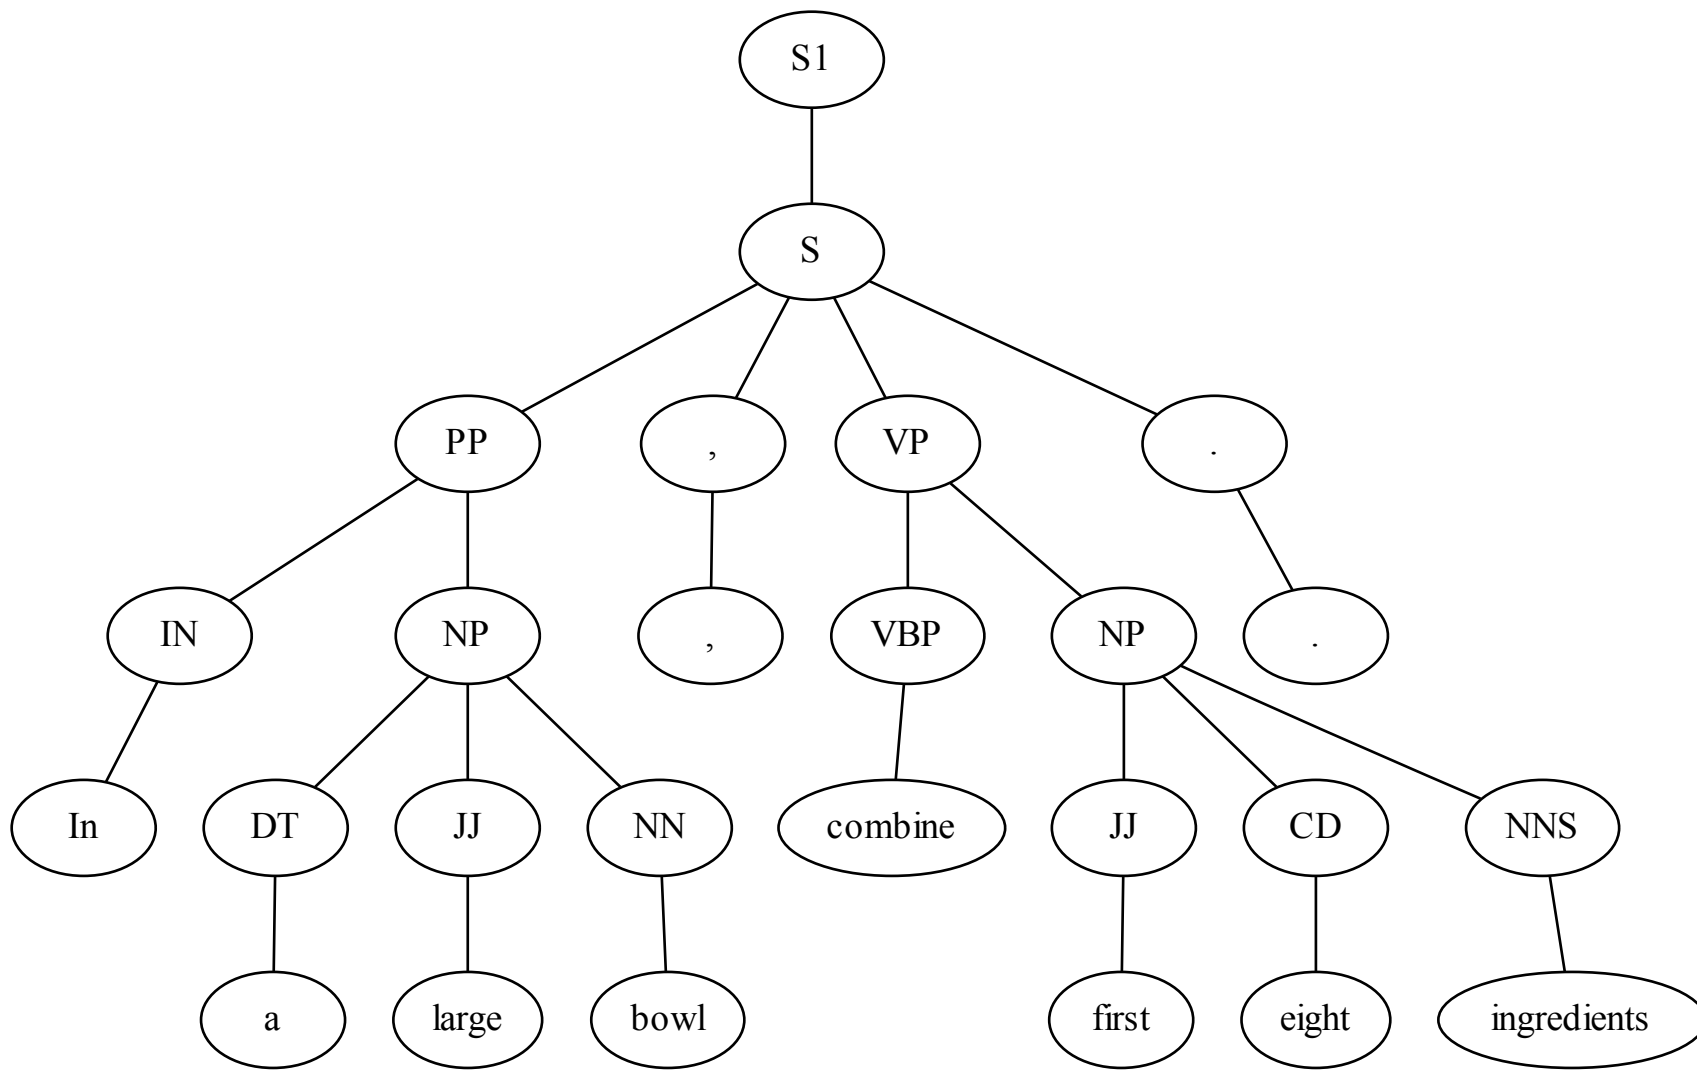 S1
S
PP , VP .
IN NP , VBP NP .
In DT JJ NN combine JJ CD NNS
a large bowl first eight ingredients